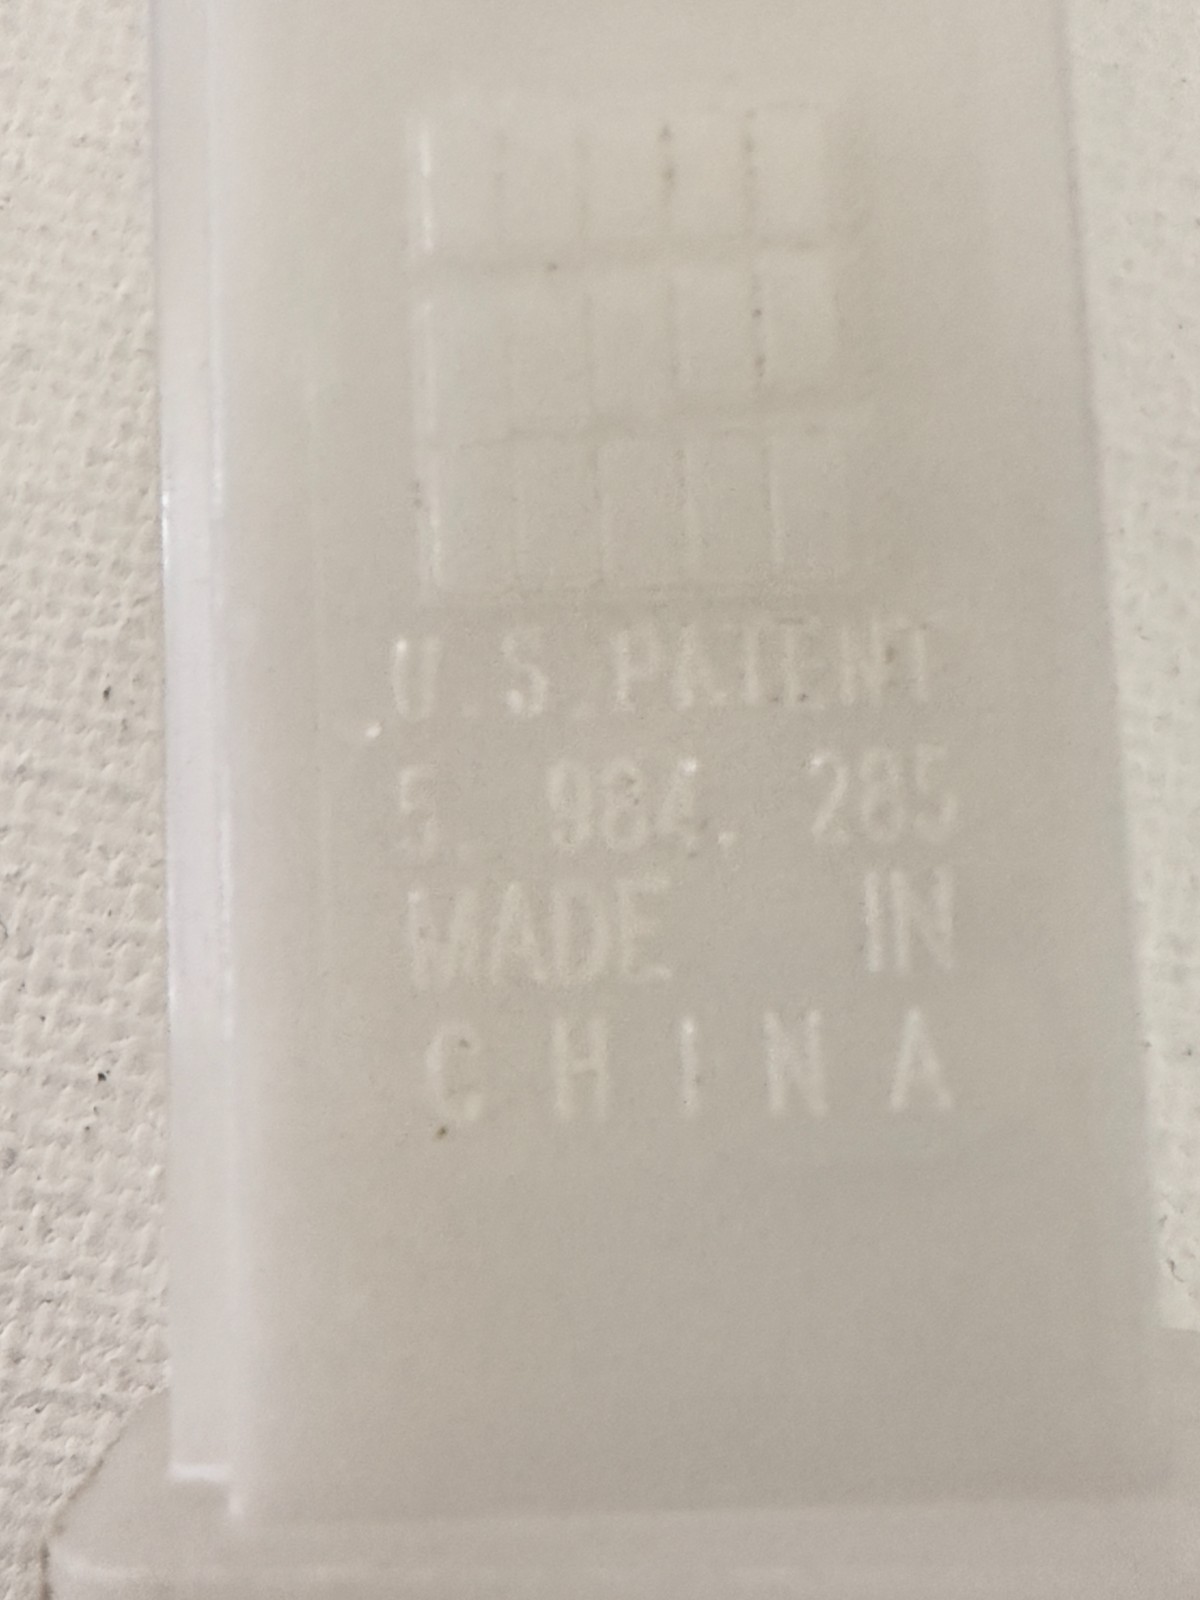 U.S. PATENT
5, 984, 285
MADE IN
CHINA